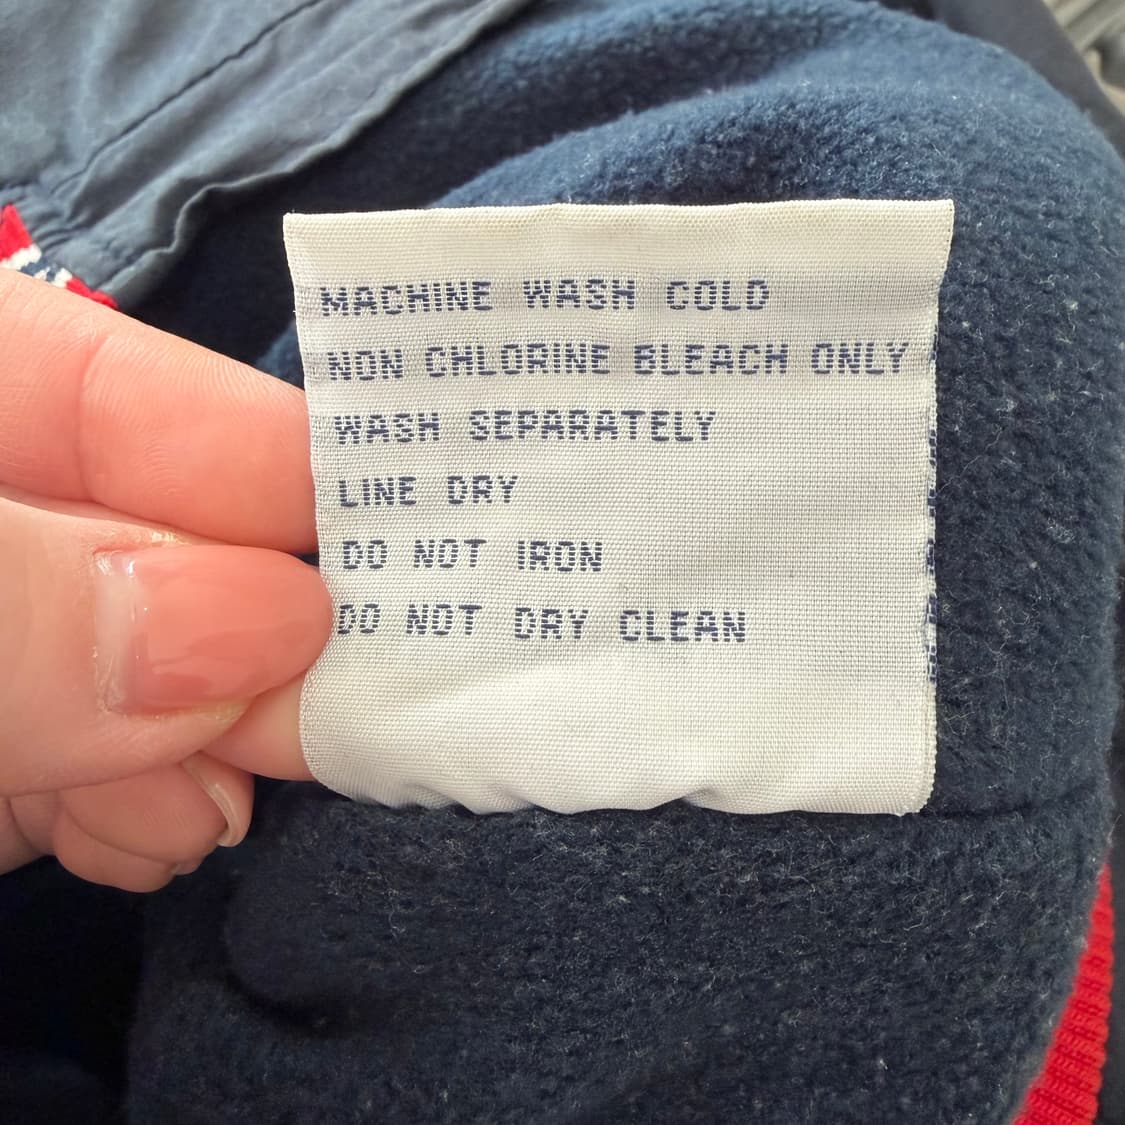 MACHINE WASH COLD
NON CHLORINE BLEACH ONLY
WASH SEPARATELY
LINE DRY
DO NOT IRON
DO NOT DRY CLEAN